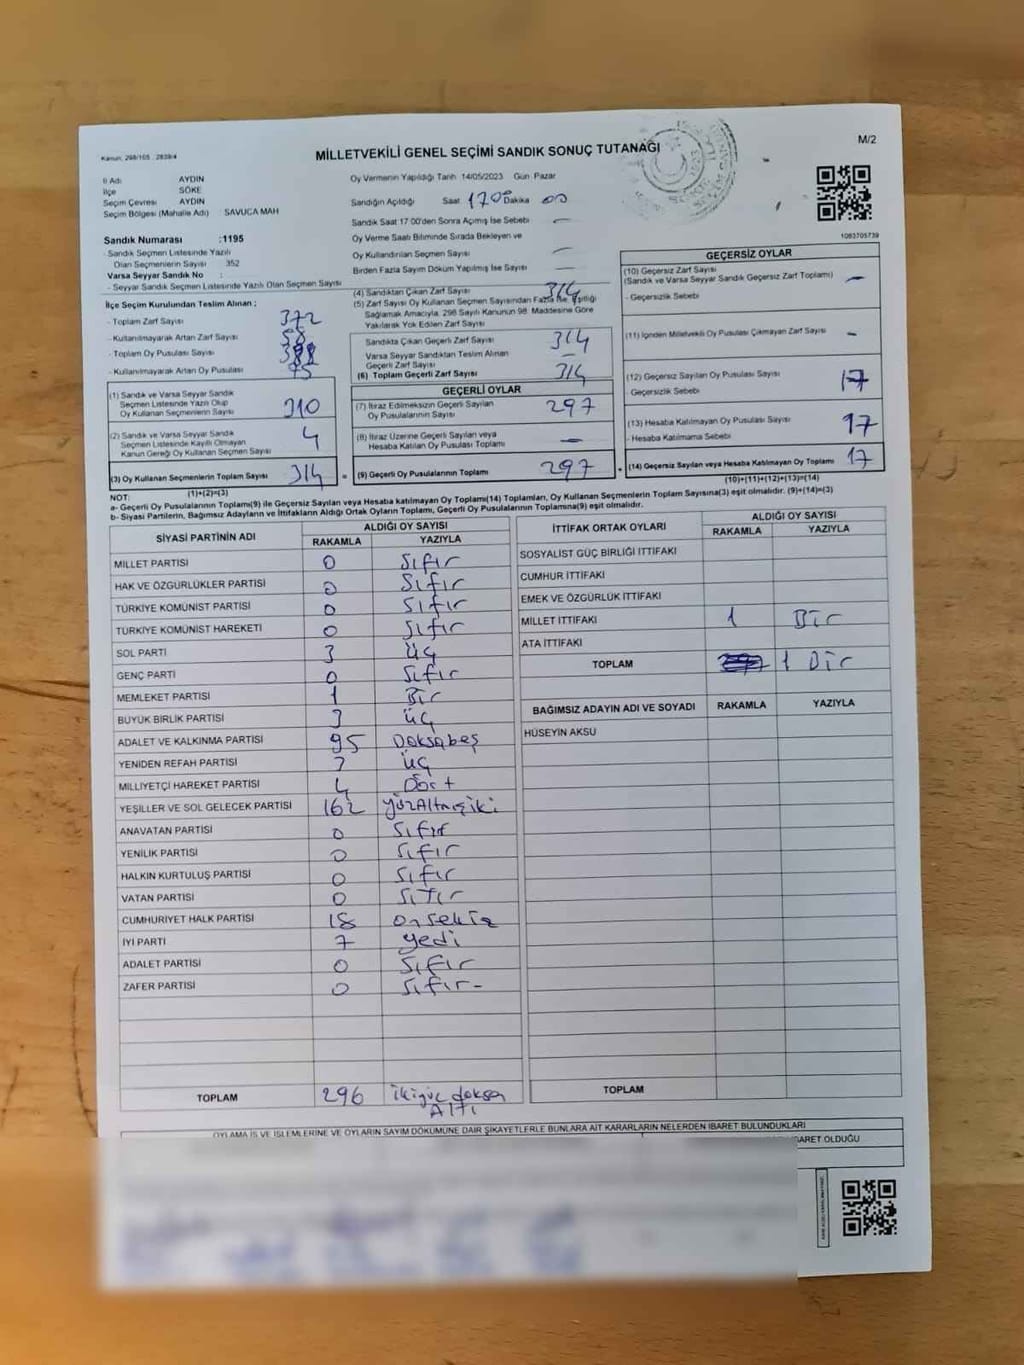 Kanun, 298/105 : 2839/4
MİLLETVEKİLİ GENEL SEÇİMİ SANDIK SONUÇ TUTANAĞI
M/2
İl Adı AYDIN
İlçe SÖKE
Seçim Çevresi AYDIN
Seçim Bölgesi (Mahalle Adı) : SAVUCA MAH
Sandık Numarası :1195
- Sandık Seçmen Listesinde Yazılı
Olan Seçmenlerin Sayısı 352
Varsa Seyyar Sandık No :
- Seyyar Sandık Seçmen Listesinde Yazılı Olan Seçmen Sayısı
Oy Vermenin Yapıldığı Tarih 14/05/2023 Gün Pazar
Sandığın Açıldığı Saat 17:00 Dakika 00
Sandık Saat 17:00'den Sonra Açılmış İse Sebebi —
Oy Verme Saati Bitiminde Sırada Bekleyen ve
Oy Kullandırılan Seçmen Sayısı —
Birden Fazla Sayım Döküm Yapılmış İse Sayısı —
1083705739
İlçe Seçim Kurulundan Teslim Alınan ;
- Toplam Zarf Sayısı 372
- Kullanılmayarak Artan Zarf Sayısı 58
- Toplam Oy Pusulası Sayısı
- Kullanılmayarak Artan Oy Pusulası
(1) Sandık ve Varsa Seyyar Sandık
Seçmen Listesinde Yazılı Olup
Oy Kullanan Seçmenlerin Sayısı 310
(2) Sandık ve Varsa Seyyar Sandık
Seçmen Listesinde Kayıtlı Olmayan
Kanun Gereği Oy Kullanan Seçmen Sayısı 4
(3) Oy Kullanan Seçmenlerin Toplam Sayısı 314
(1)+(2)=(3)
(4) Sandıktan Çıkan Zarf Sayısı 314
(5) Zarf Sayısı Oy Kullanan Seçmen Sayısından Fazla ise, Eşitliği
Sağlamak Amacıyla, 298 Sayılı Kanunun 98. Maddesine Göre
Yakılarak Yok Edilen Zarf Sayısı
Sandıkta Çıkan Geçerli Zarf Sayısı 314
Varsa Seyyar Sandıktan Teslim Alınan
Geçerli Zarf Sayısı —
(6) Toplam Geçerli Zarf Sayısı 314
GEÇERLİ OYLAR
(7) İtiraz Edilmeksizin Geçerli Sayılan
Oy Pusulalarının Sayısı 297
(8) İtiraz Üzerine Geçerli Sayılan veya
Hesaba Katılan Oy Pusulası Toplamı —
= (9) Geçerli Oy Pusulalarının Toplamı 297
GEÇERSİZ OYLAR
(10) Geçersiz Zarf Sayısı
(Sandık ve Varsa Seyyar Sandık Geçersiz Zarf Toplamı) —
- Geçersizlik Sebebi
(11) İçinden Milletvekili Oy Pusulası Çıkmayan Zarf Sayısı —
(12) Geçersiz Sayılan Oy Pusulası Sayısı 17
Geçersizlik Sebebi
(13) Hesaba Katılmayan Oy Pusulası Sayısı 17
- Hesaba Katılmama Sebebi
+ (14) Geçersiz Sayılan veya Hesaba Katılmayan Oy Toplamı 17
(10)+(11)+(12)+(13)=(14)
NOT:
a- Geçerli Oy Pusulalarının Toplamı(9) ile Geçersiz Sayılan veya Hesaba katılmayan Oy Toplamı(14) Toplamları, Oy Kullanan Seçmenlerin Toplam Sayısına(3) eşit olmalıdır. (9)+(14)=(3)
b- Siyasi Partilerin, Bağımsız Adayların ve İttifakların Aldığı Ortak Oyların Toplamı, Geçerli Oy Pusulalarının Toplamına(9) eşit olmalıdır.
SİYASİ PARTİNİN ADI ALDIĞI OY SAYISI
RAKAMLA YAZIYLA
MİLLET PARTİSİ 0 Sıfır
HAK VE ÖZGÜRLÜKLER PARTİSİ 0 Sıfır
TÜRKİYE KOMÜNİST PARTİSİ 0 Sıfır
TÜRKİYE KOMÜNİST HAREKETİ 0 Sıfır
SOL PARTİ 3 üç
GENÇ PARTİ 0 Sıfır
MEMLEKET PARTİSİ 1 Bir
BÜYÜK BİRLİK PARTİSİ 3 üç
ADALET VE KALKINMA PARTİSİ 95 Doksabeş
YENİDEN REFAH PARTİSİ 3 üç
MİLLİYETÇİ HAREKET PARTİSİ 4 Dört
YEŞİLLER VE SOL GELECEK PARTİSİ 162 yüzAltmışiki
ANAVATAN PARTİSİ 0 Sıfır
YENİLİK PARTİSİ 0 Sıfır
HALKIN KURTULUŞ PARTİSİ 0 Sıfır
VATAN PARTİSİ 0 Sıfır
CUMHURİYET HALK PARTİSİ 18 onsekiz
İYİ PARTİ 7 yedi
ADALET PARTİSİ 0 Sıfır
ZAFER PARTİSİ 0 Sıfır-
TOPLAM 296 ikiyüz doksan
Altı
İTTİFAK ORTAK OYLARI ALDIĞI OY SAYISI
RAKAMLA YAZIYLA
SOSYALİST GÜÇ BİRLİĞİ İTTİFAKI
CUMHUR İTTİFAKI
EMEK VE ÖZGÜRLÜK İTTİFAKI
MİLLET İTTİFAKI 1 Bir
ATA İTTİFAKI
TOPLAM 1 Bir
BAĞIMSIZ ADAYIN ADI VE SOYADI RAKAMLA YAZIYLA
HÜSEYİN AKSU
TOPLAM
OYLAMA İŞ VE İŞLEMLERİNE VE OYLARIN SAYIM DÖKÜMÜNE DAİR ŞİKAYETLERLE BUNLARA AİT KARARLARIN NELERDEN İBARET BULUNDUKLARI
İBARET OLDUĞU